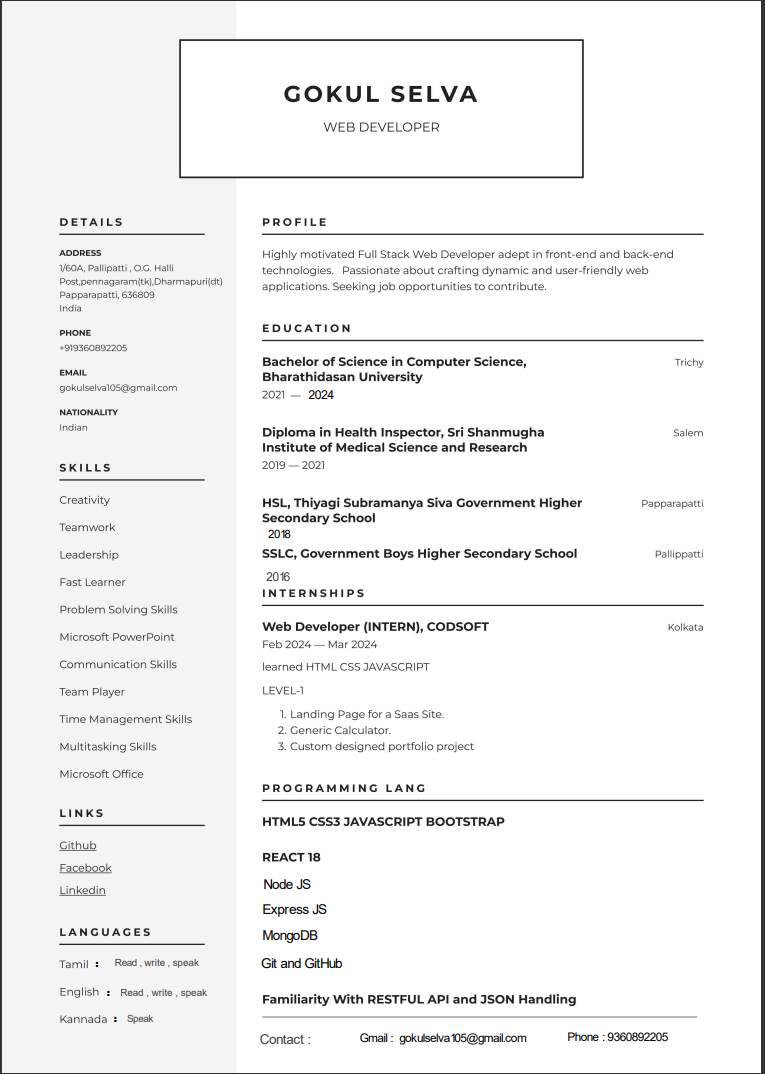 GOKUL SELVA
WEB DEVELOPER
DETAILS
ADDRESS
1/60A, Pallipatti , O.G. Halli
Post,pennagaram(tk),Dharmapuri(dt)
Papparapatti, 636809
India
PHONE
+919360892205
EMAIL
gokulselva105@gmail.com
NATIONALITY
Indian
SKILLS
Creativity
Teamwork
Leadership
Fast Learner
Problem Solving Skills
Microsoft PowerPoint
Communication Skills
Team Player
Time Management Skills
Multitasking Skills
Microsoft Office
LINKS
Github
Facebook
Linkedin
LANGUAGES
Tamil : Read , write , speak
English : Read , write , speak
Kannada : Speak
PROFILE
Highly motivated Full Stack Web Developer adept in front-end and back-end
technologies. Passionate about crafting dynamic and user-friendly web
applications. Seeking job opportunities to contribute.
EDUCATION
Bachelor of Science in Computer Science, Trichy
Bharathidasan University
2021 — 2024
Diploma in Health Inspector, Sri Shanmugha Salem
Institute of Medical Science and Research
2019 — 2021
HSL, Thiyagi Subramanya Siva Government Higher Papparapatti
Secondary School
2018
SSLC, Government Boys Higher Secondary School Pallippatti
2016
INTERNSHIPS
Web Developer (INTERN), CODSOFT Kolkata
Feb 2024 — Mar 2024
learned HTML CSS JAVASCRIPT
LEVEL-1
1. Landing Page for a Saas Site.
2. Generic Calculator.
3. Custom designed portfolio project
PROGRAMMING LANG
HTML5 CSS3 JAVASCRIPT BOOTSTRAP
REACT 18
Node JS
Express JS
MongoDB
Git and GitHub
Familiarity With RESTFUL API and JSON Handling
Contact : Gmail : gokulselva105@gmail.com Phone : 9360892205